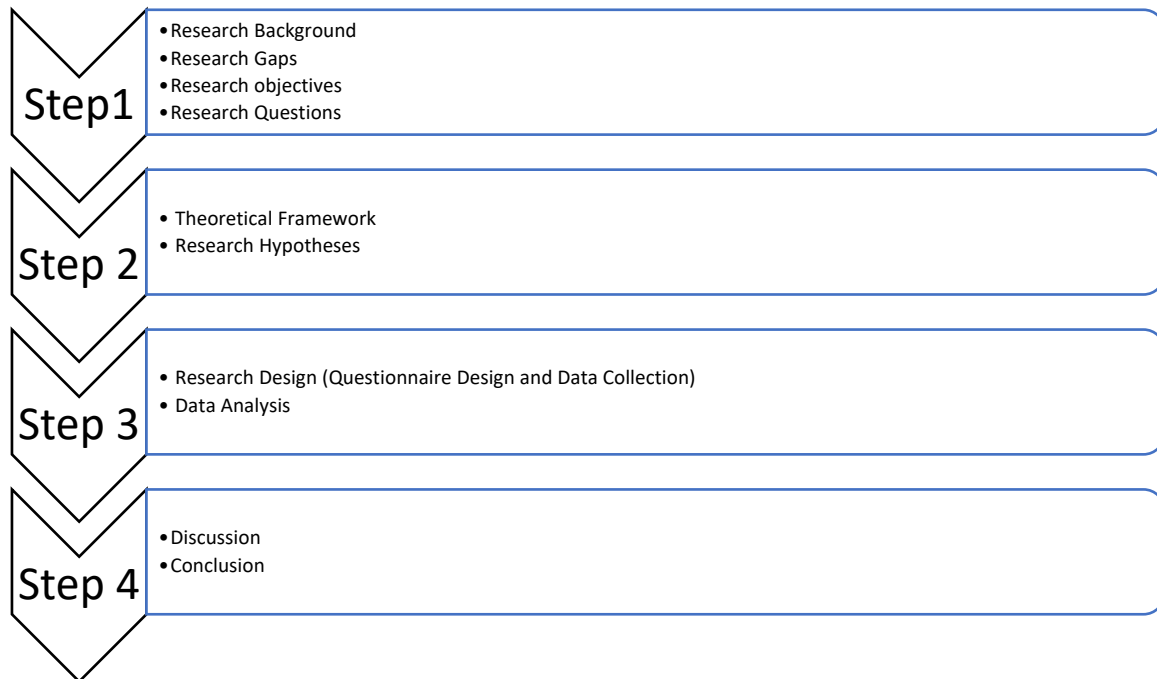 Step1
•Research Background
•Research Gaps
•Research objectives
•Research Questions
Step 2
• Theoretical Framework
• Research Hypotheses
Step 3
• Research Design (Questionnaire Design and Data Collection)
• Data Analysis
Step 4
•Discussion
•Conclusion